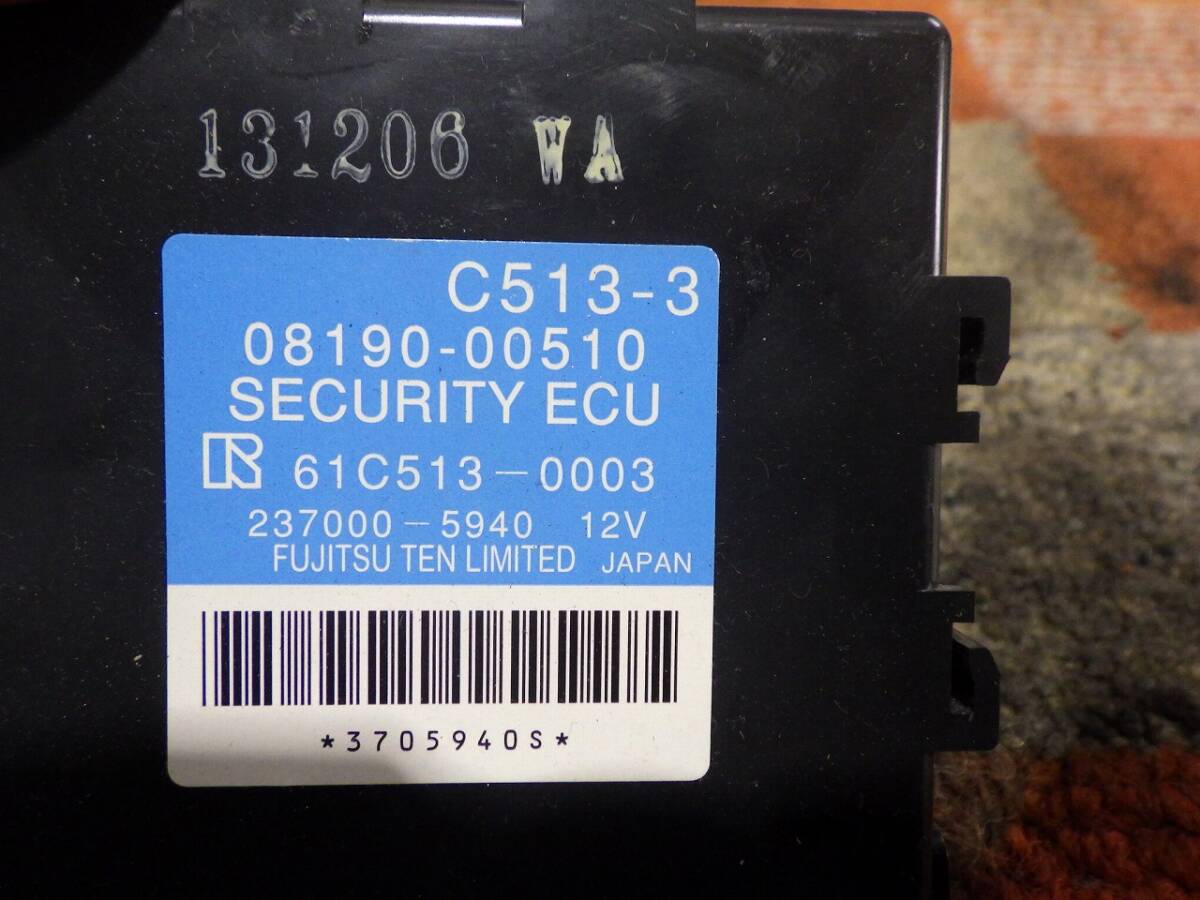 131206 WA
C513-3
08190-00510
SECURITY ECU
R 61C513-0003
237000-5940 12V
FUJITSU TEN LIMITED JAPAN
*3705940S*